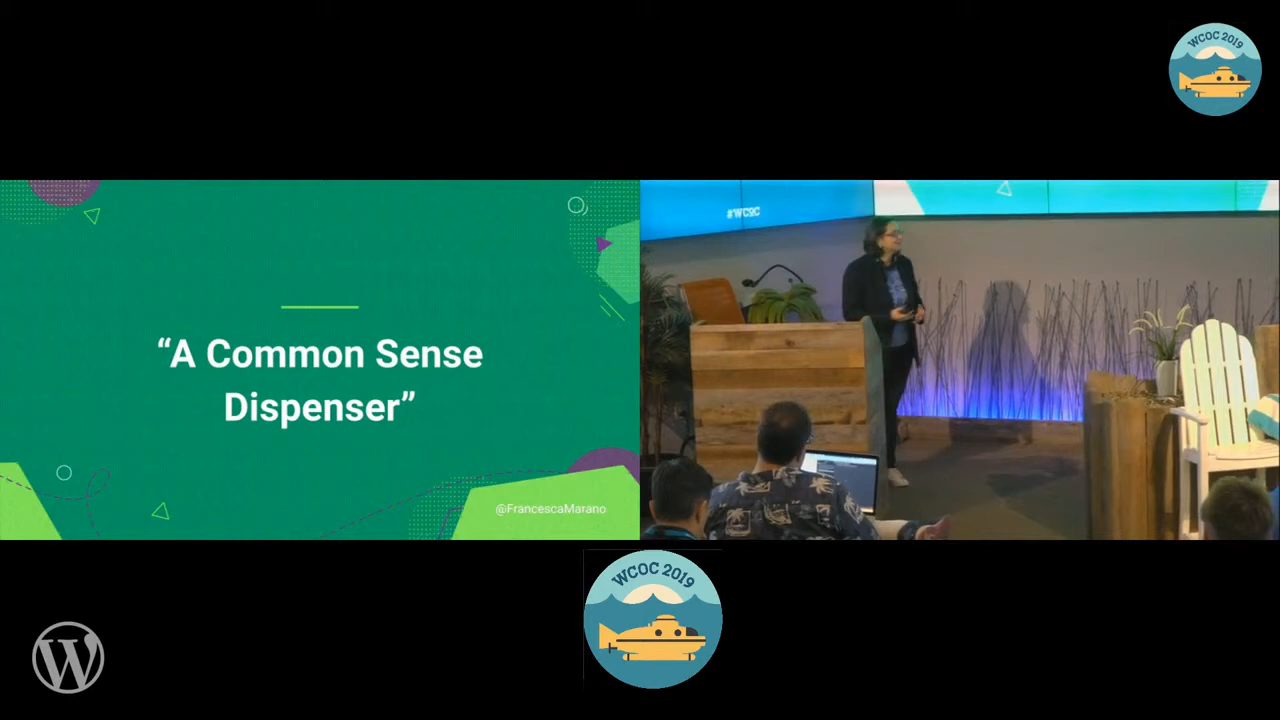 WCOC 2019
#WCOC
“A Common Sense
Dispenser”
@FrancescaMarano
WCOC 2019